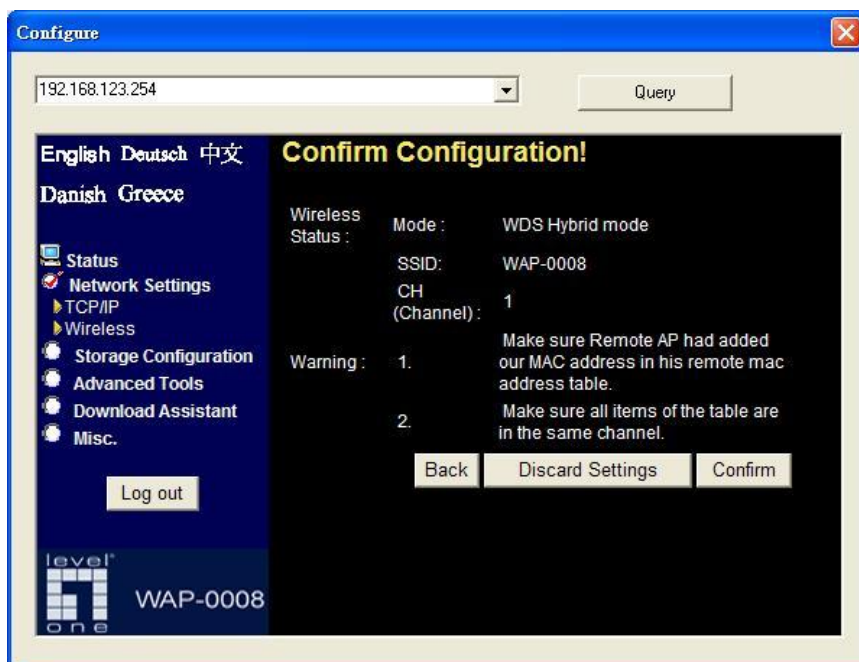 Configure
192.168.123.254
Query
English Deutsch 中文
Danish Greece
Status
Network Settings
TCP/IP
Wireless
Storage Configuration
Advanced Tools
Download Assistant
Misc.
Log out
level
one
WAP-0008
Confirm Configuration!
Wireless
Status :
Mode : WDS Hybrid mode
SSID: WAP-0008
CH
(Channel) : 1
Warning : 1. Make sure Remote AP had added
our MAC address in his remote mac
address table.
2. Make sure all items of the table are
in the same channel.
Back Discard Settings Confirm